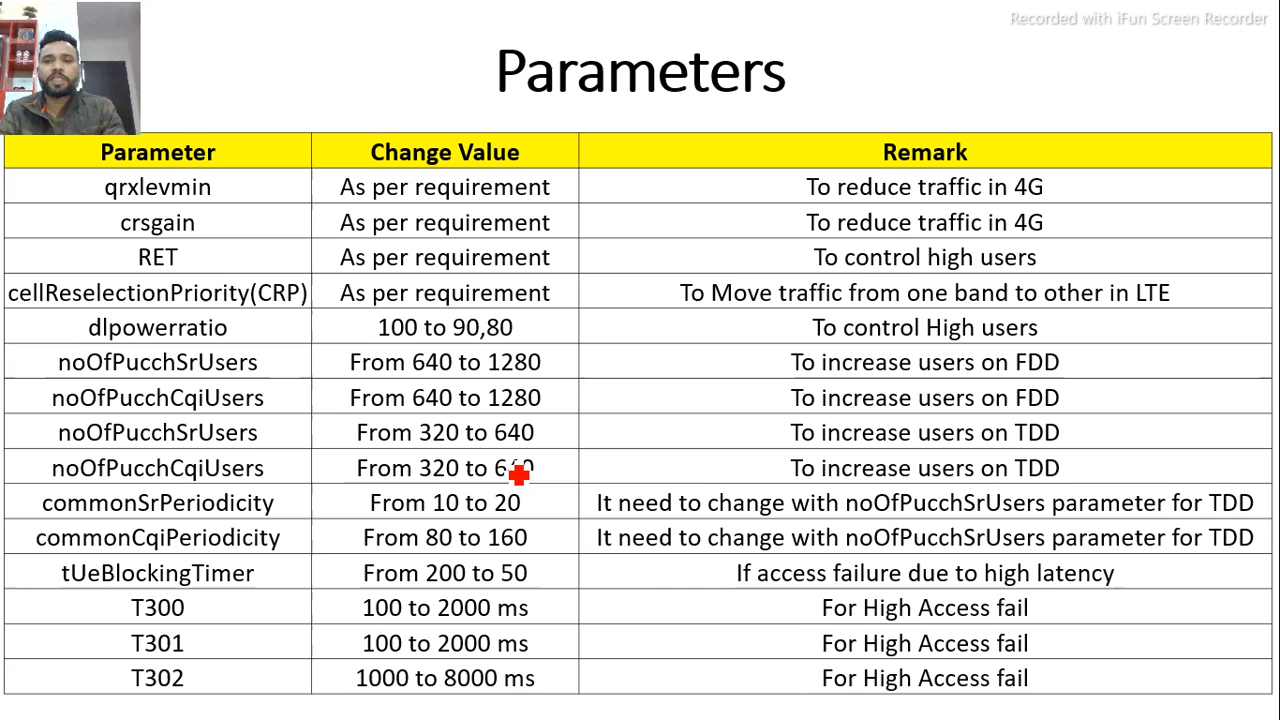 Recorded with iFun Screen Recorder
Parameters
Parameter Change Value Remark
qrxlevmin As per requirement To reduce traffic in 4G
crsgain As per requirement To reduce traffic in 4G
RET As per requirement To control high users
cellReselectionPriority(CRP) As per requirement To Move traffic from one band to other in LTE
dlpowerratio 100 to 90,80 To control High users
noOfPucchSrUsers From 640 to 1280 To increase users on FDD
noOfPucchCqiUsers From 640 to 1280 To increase users on FDD
noOfPucchSrUsers From 320 to 640 To increase users on TDD
noOfPucchCqiUsers From 320 to 640 To increase users on TDD
commonSrPeriodicity From 10 to 20 It need to change with noOfPucchSrUsers parameter for TDD
commonCqiPeriodicity From 80 to 160 It need to change with noOfPucchSrUsers parameter for TDD
tUeBlockingTimer From 200 to 50 If access failure due to high latency
T300 100 to 2000 ms For High Access fail
T301 100 to 2000 ms For High Access fail
T302 1000 to 8000 ms For High Access fail